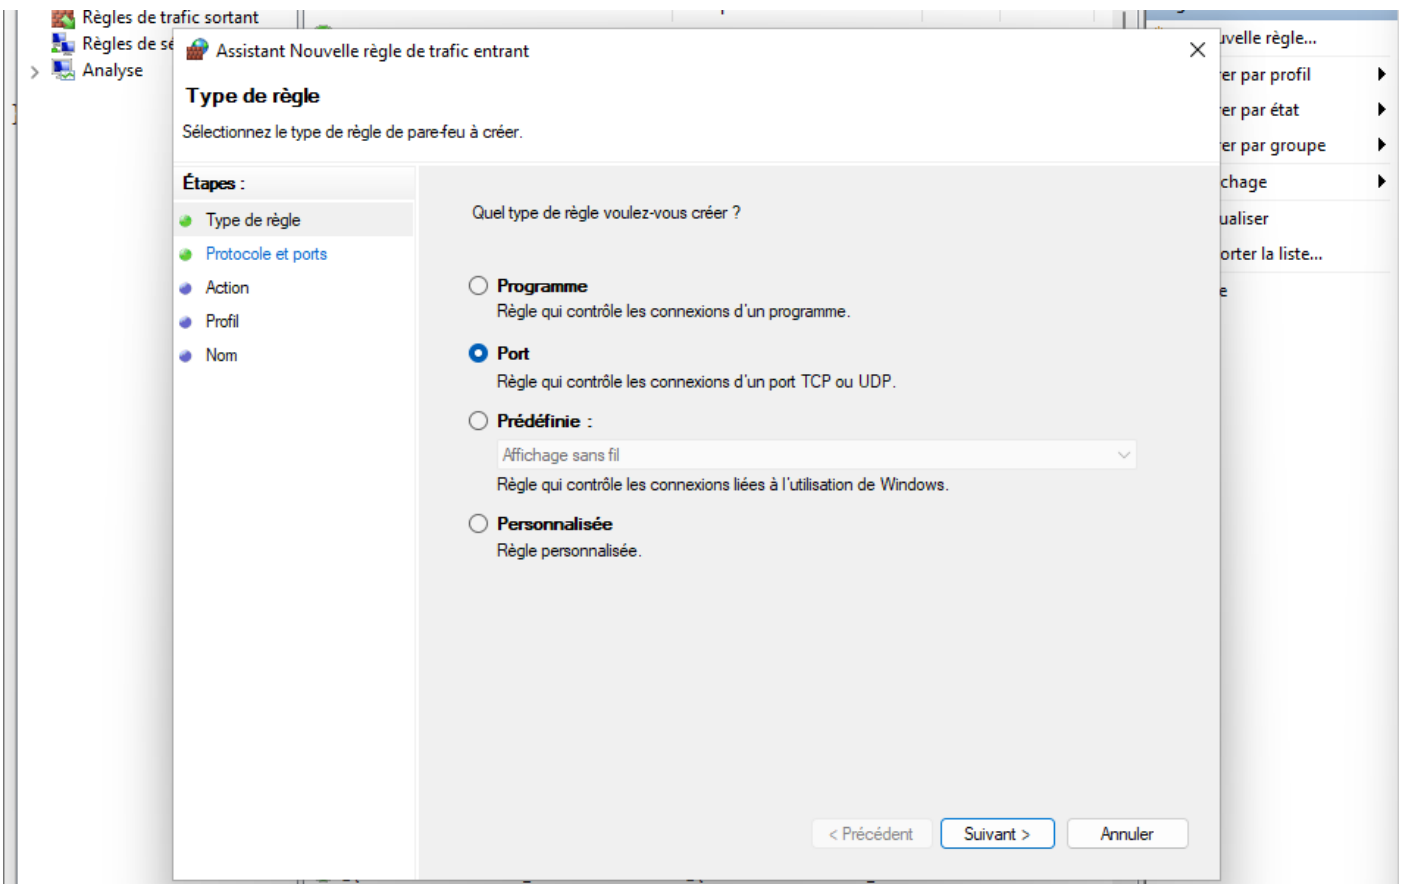 Règles de trafic sortant
Règles de sé
Analyse
Assistant Nouvelle règle de trafic entrant
Type de règle
Sélectionnez le type de règle de pare-feu à créer.
Étapes :
Type de règle
Protocole et ports
Action
Profil
Nom
Quel type de règle voulez-vous créer ?
Programme
Règle qui contrôle les connexions d'un programme.
Port
Règle qui contrôle les connexions d'un port TCP ou UDP.
Prédéfinie :
Affichage sans fil
Règle qui contrôle les connexions liées à l'utilisation de Windows.
Personnalisée
Règle personnalisée.
< Précédent
Suivant >
Annuler
uvelle règle...
er par profil
er par état
er par groupe
chage
ualiser
orter la liste...
e